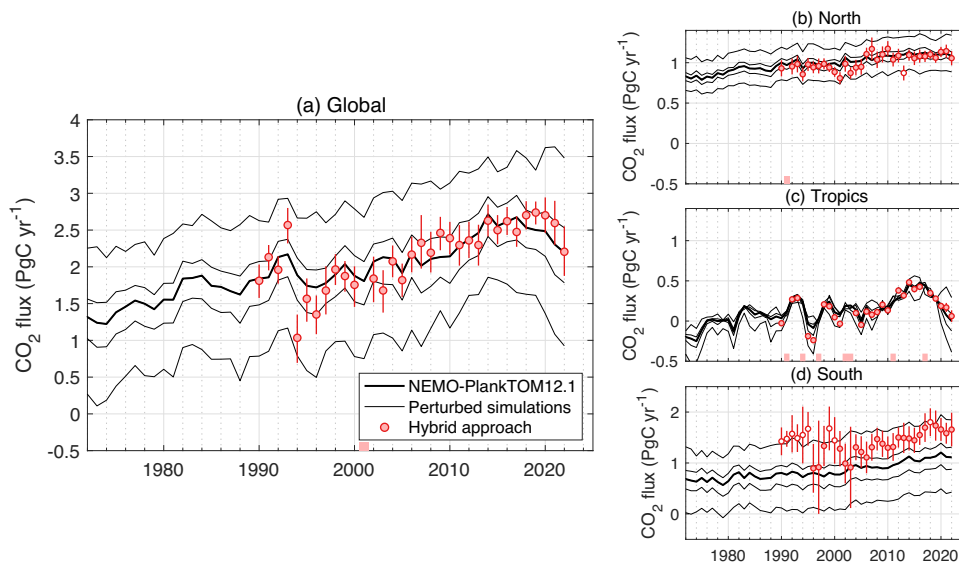 (a) Global
CO2 flux (PgC yr-1)
4
3.5
3
2.5
2
1.5
1
0.5
0
-0.5
1980
1990
2000
2010
2020
NEMO-PlankTOM12.1
Perturbed simulations
Hybrid approach
(b) North
CO2 flux (PgC yr-1)
1
0.5
0
-0.5
(c) Tropics
CO2 flux (PgC yr-1)
1
0.5
0
-0.5
(d) South
CO2 flux (PgC yr-1)
2
1
0
1980
1990
2000
2010
2020